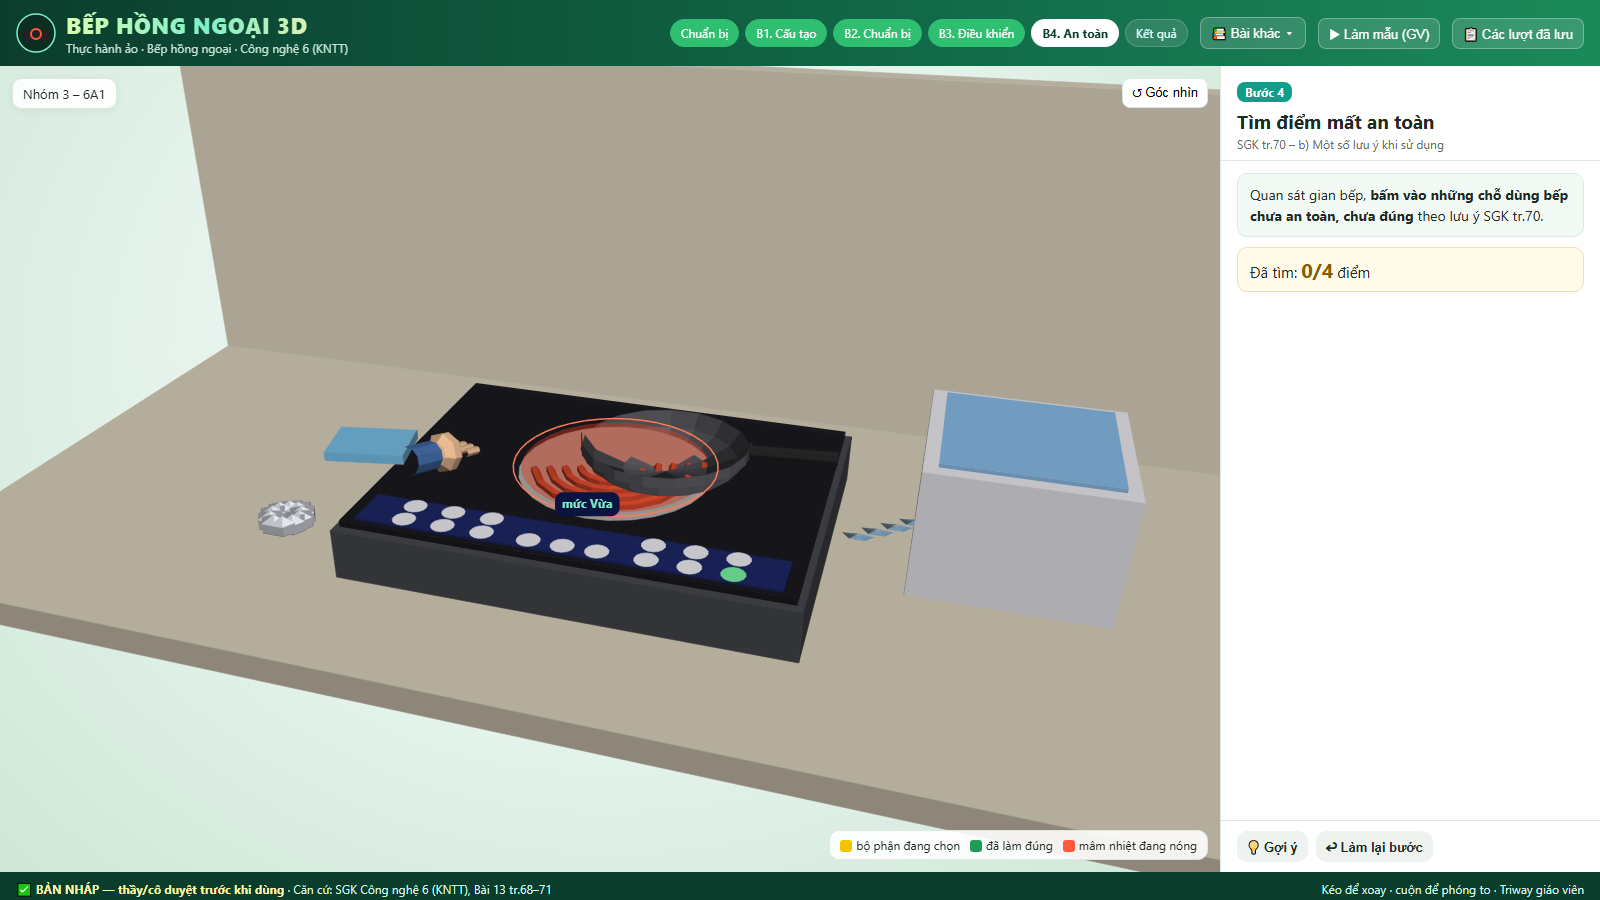 BẾP HỒNG NGOẠI 3D
Thực hành ảo · Bếp hồng ngoại · Công nghệ 6 (KNTT)
Chuẩn bị
B1. Cấu tạo
B2. Chuẩn bị
B3. Điều khiển
B4. An toàn
Kết quả
Bài khác
Làm mẫu (GV)
Các lượt đã lưu
Nhóm 3 – 6A1
Góc nhìn
Bước 4
Tìm điểm mất an toàn
SGK tr.70 – b) Một số lưu ý khi sử dụng
Quan sát gian bếp, bấm vào những chỗ dùng bếp
chưa an toàn, chưa đúng theo lưu ý SGK tr.70.
Đã tìm: 0/4 điểm
mức Vừa
bộ phận đang chọn
đã làm đúng
mâm nhiệt đang nóng
Gợi ý
Làm lại bước
BẢN NHÁP — thầy/cô duyệt trước khi dùng · Căn cứ: SGK Công nghệ 6 (KNTT), Bài 13 tr.68–71
Kéo để xoay · cuộn để phóng to · Triway giáo viên